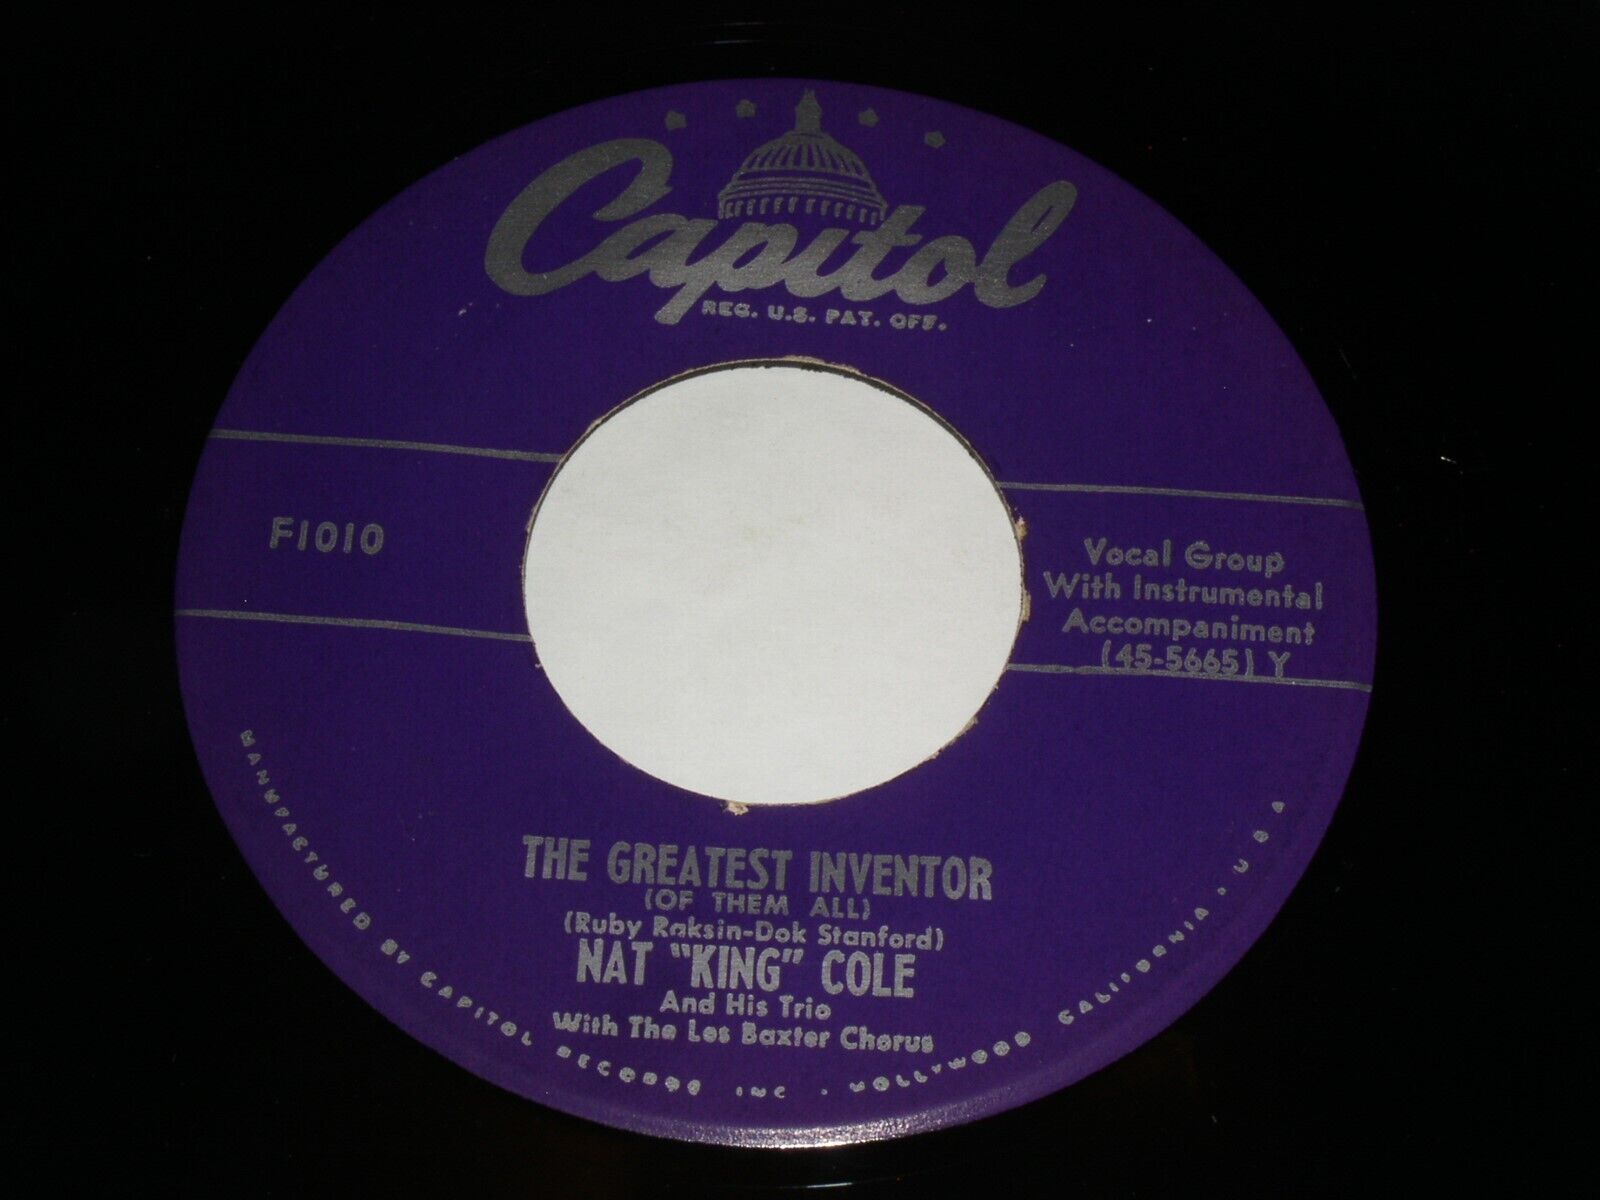 Capitol
REG. U.S. PAT. OFF.
F1010
Vocal Group
With Instrumental
Accompaniment
(45-5665) Y
THE GREATEST INVENTOR
(OF THEM ALL)
(Ruby Raksin-Dok Stanford)
NAT "KING" COLE
And His Trio
With The Les Baxter Chorus
MANUFACTURED BY CAPITOL RECORDS INC. HOLLYWOOD CALIFORNIA. U S A